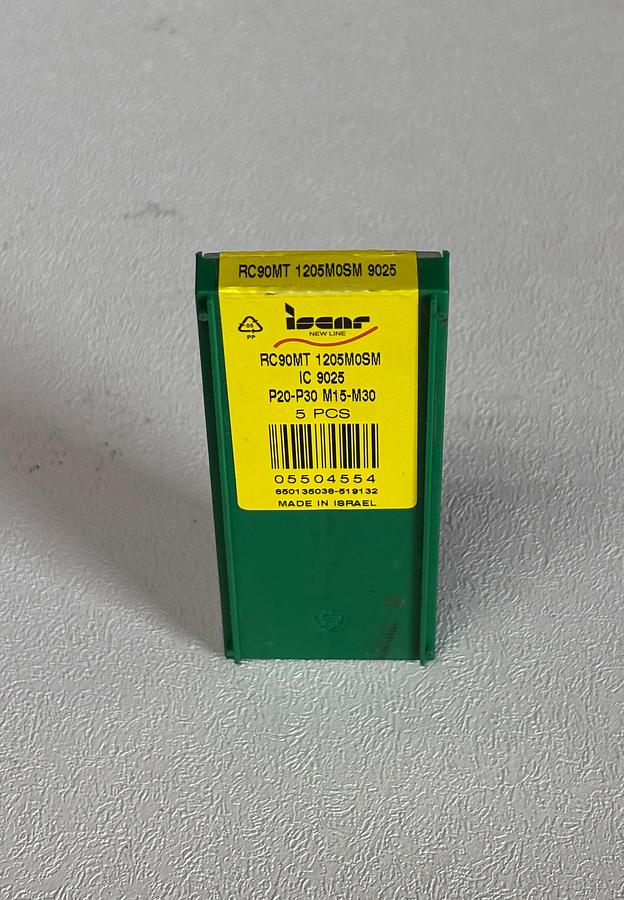 RC90MT 1205M0SM 9025
05
PP
iscar
NEW LINE
RC90MT 1205M0SM
IC 9025
P20-P30 M15-M30
5 PCS
05504554
850135038-519132
MADE IN ISRAEL